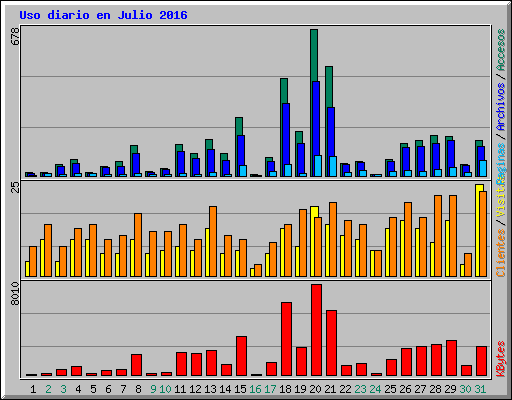 Uso diario en Julio 2016
678
25
8010
Accesos / Archivos / Paginas
Visitas / Clientes
KBytes
1 2 3 4 5 6 7 8 9 10 11 12 13 14 15 16 17 18 19 20 21 22 23 24 25 26 27 28 29 30 31